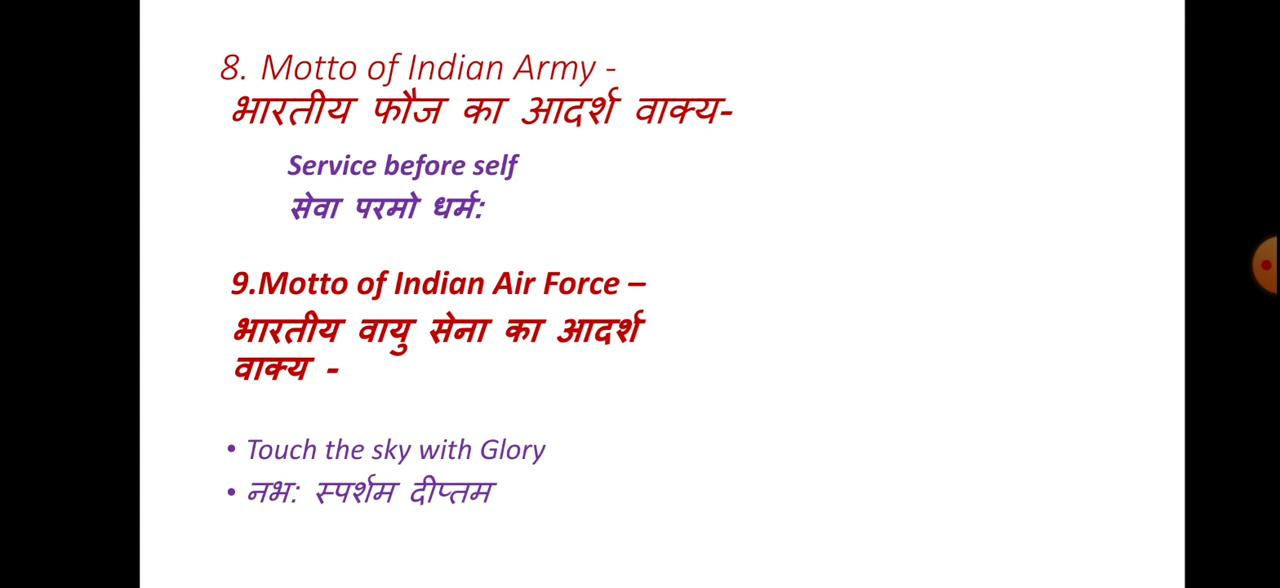 8. Motto of Indian Army -
भारतीय फौज का आदर्श वाक्य-
Service before self
सेवा परमो धर्म:
9.Motto of Indian Air Force –
भारतीय वायु सेना का आदर्श
वाक्य -
• Touch the sky with Glory
• नभ: स्पर्शम दीप्तम